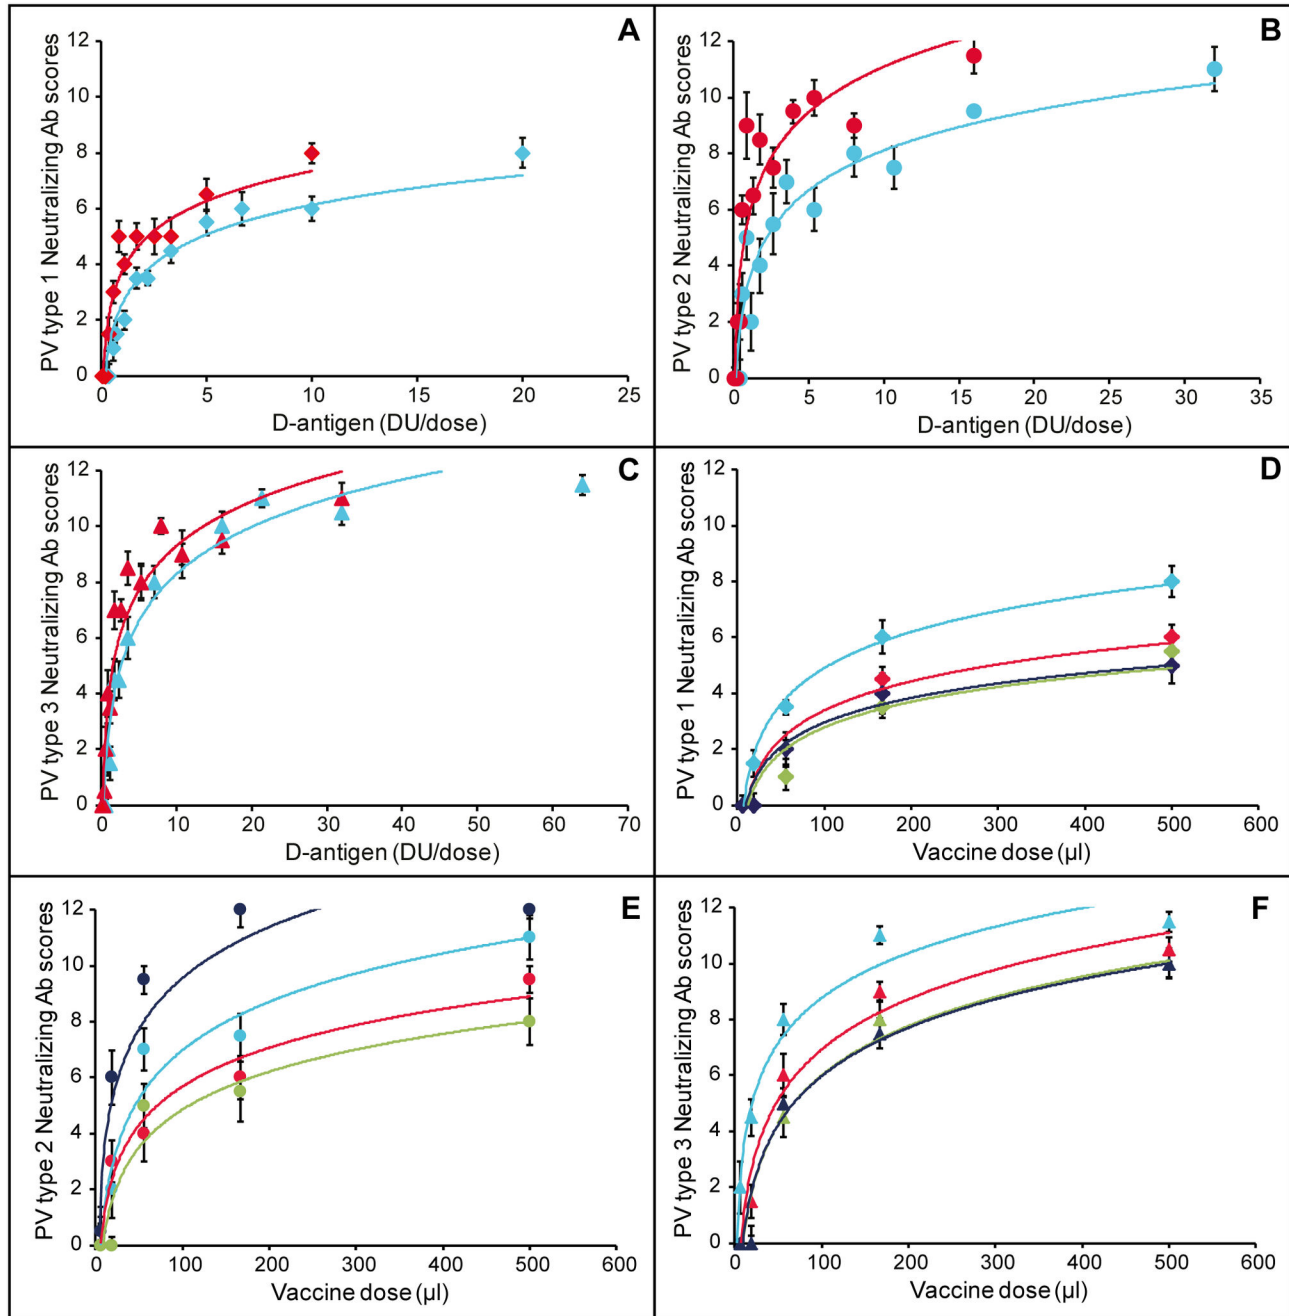 A
PV type 1 Neutralizing Ab scores
12
10
8
6
4
2
0
0 5 10 15 20 25
D-antigen (DU/dose)
B
PV type 2 Neutralizing Ab scores
12
10
8
6
4
2
0
0 5 10 15 20 25 30 35
D-antigen (DU/dose)
C
PV type 3 Neutralizing Ab scores
12
10
8
6
4
2
0
0 10 20 30 40 50 60 70
D-antigen (DU/dose)
D
PV type 1 Neutralizing Ab scores
12
10
8
6
4
2
0
0 100 200 300 400 500 600
Vaccine dose (µl)
E
PV type 2 Neutralizing Ab scores
12
10
8
6
4
2
0
0 100 200 300 400 500 600
Vaccine dose (µl)
F
PV type 3 Neutralizing Ab scores
12
10
8
6
4
2
0
0 100 200 300 400 500 600
Vaccine dose (µl)